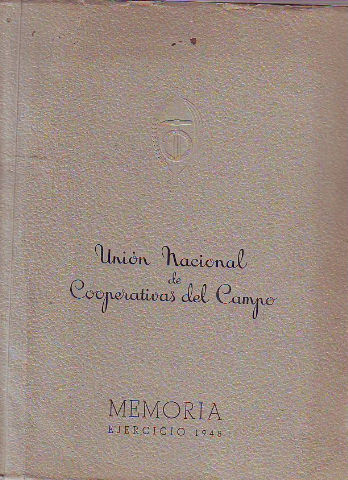 Unión Nacional
de
Cooperativas del Campo
MEMORIA
EJERCICIO 1948